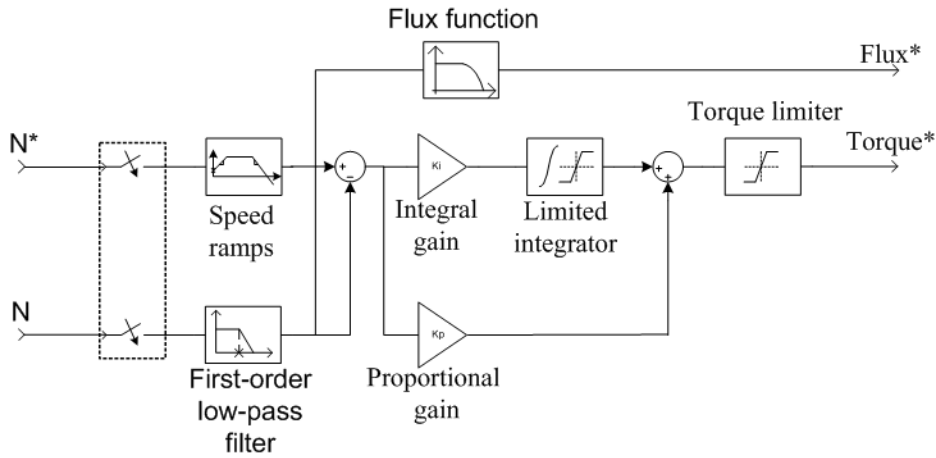 Flux function
Flux*
N*
Speed
ramps
+
−
Ki
Integral
gain
Limited
integrator
+
+
Torque limiter
Torque*
N
First-order
low-pass
filter
Kp
Proportional
gain